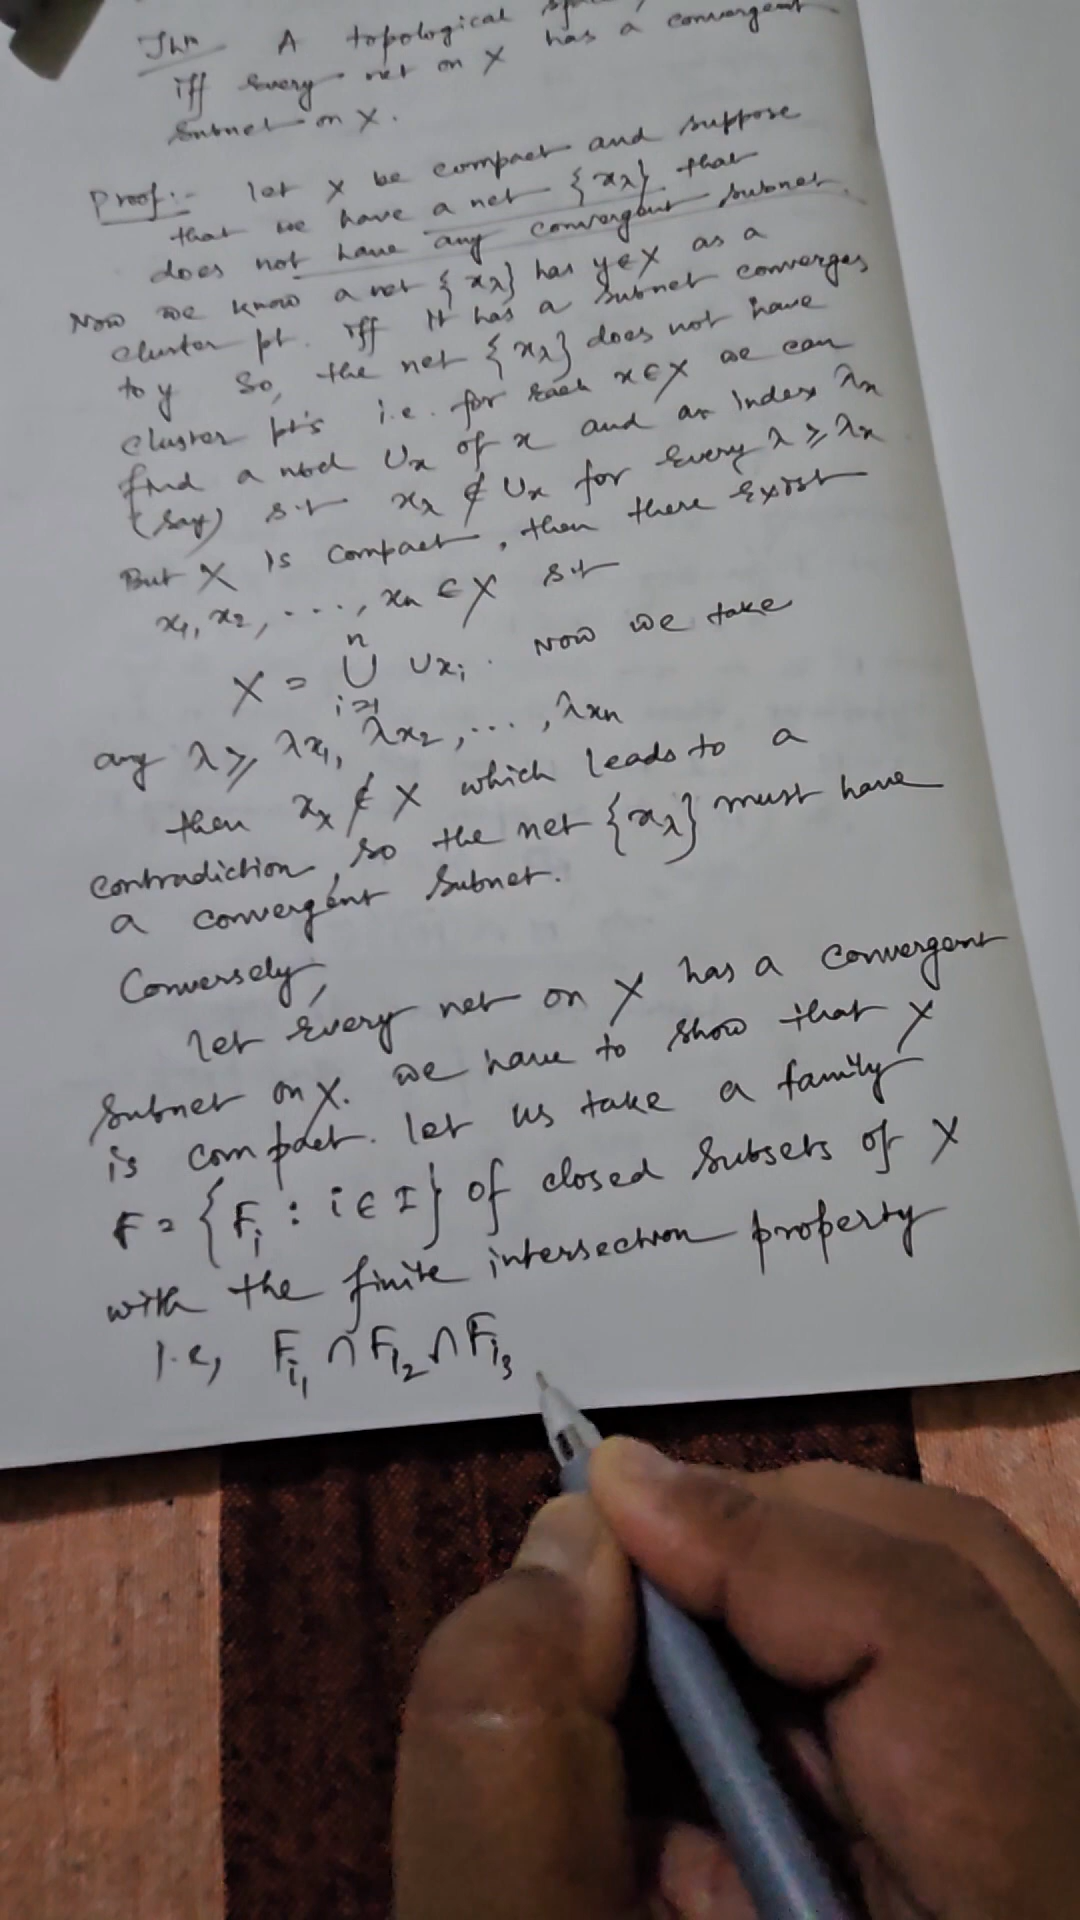 Thm A topological
iff every net on X has a convergent
subnet on X.
Proof:- let X be compact and suppose
that we have a net {xλ} that
does not have any convergent subnet.
Now we know a net {xλ} has y∈X as a
cluster pt. iff it has a subnet converges
to y So, the net {xλ} does not have
cluster pt's i.e. for each x∈X we can
find a nbd Ux of x and an index λx
(say) s.t xλ ∉ Ux for every λ ≥ λx
But X is compact, then there exist
x1, x2, ...., xn ∈ X s.t
X = n∪i=1 Uxi. Now we take
any λ ≥ λx1, λx2, ..., λxn
then xλ ∉ X which leads to a
contradiction, so the net {xλ} must have
a convergent subnet.
Conversely,
let every net on X has a convergent
subnet on X. we have to show that X
is compact. let us take a family
F = {Fi : i ∈ I} of closed subsets of X
with the finite intersection property
i.e, Fi1 ∩ Fi2 ∩ Fi3